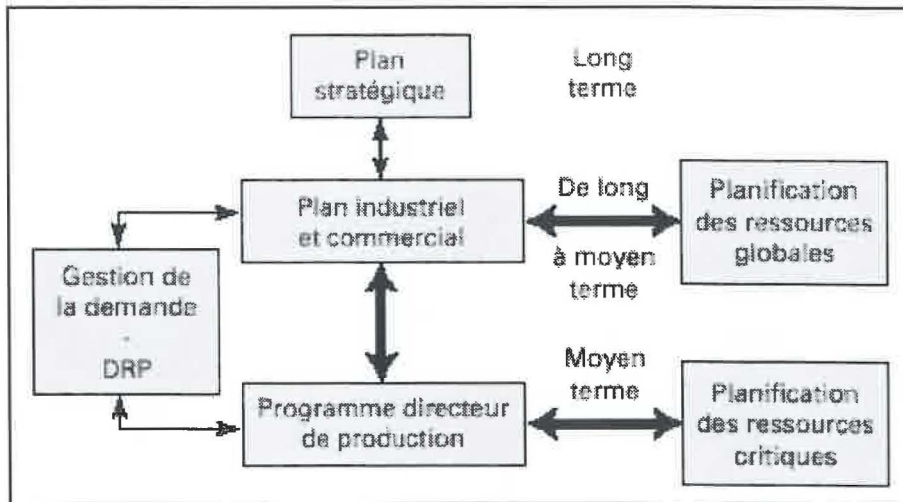 Plan
stratégique
Long
terme
Plan industriel
et commercial
De long
à moyen
terme
Planification
des ressources
globales
Gestion de
la demande
-
DRP
Programme directeur
de production
Moyen
terme
Planification
des ressources
critiques